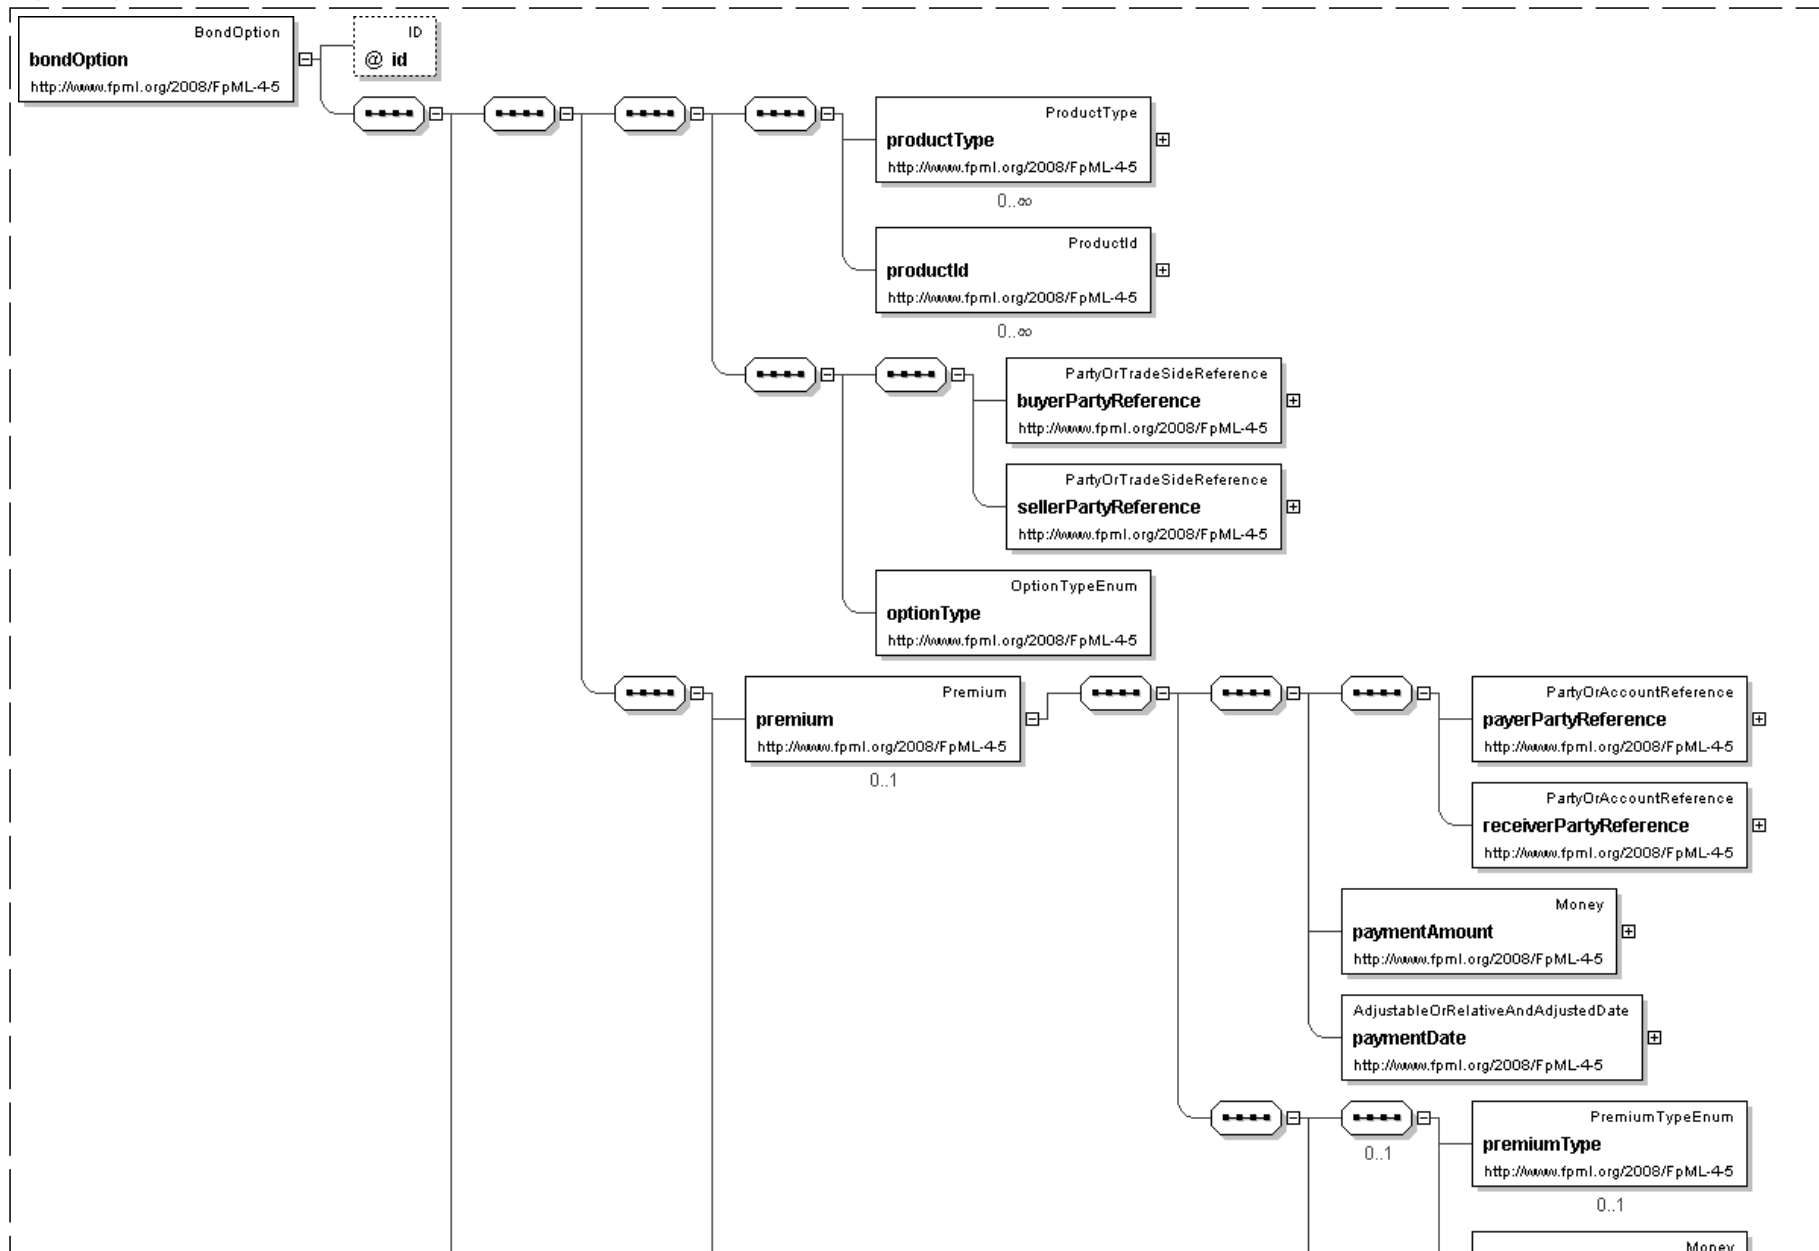 BondOption
bondOption
http://www.fpml.org/2008/FpML-4-5
ID
@ id
ProductType
productType
http://www.fpml.org/2008/FpML-4-5
0..∞
ProductId
productId
http://www.fpml.org/2008/FpML-4-5
0..∞
PartyOrTradeSideReference
buyerPartyReference
http://www.fpml.org/2008/FpML-4-5
PartyOrTradeSideReference
sellerPartyReference
http://www.fpml.org/2008/FpML-4-5
OptionTypeEnum
optionType
http://www.fpml.org/2008/FpML-4-5
Premium
premium
http://www.fpml.org/2008/FpML-4-5
0..1
PartyOrAccountReference
payerPartyReference
http://www.fpml.org/2008/FpML-4-5
PartyOrAccountReference
receiverPartyReference
http://www.fpml.org/2008/FpML-4-5
Money
paymentAmount
http://www.fpml.org/2008/FpML-4-5
AdjustableOrRelativeAndAdjustedDate
paymentDate
http://www.fpml.org/2008/FpML-4-5
0..1
PremiumTypeEnum
premiumType
http://www.fpml.org/2008/FpML-4-5
0..1
Money